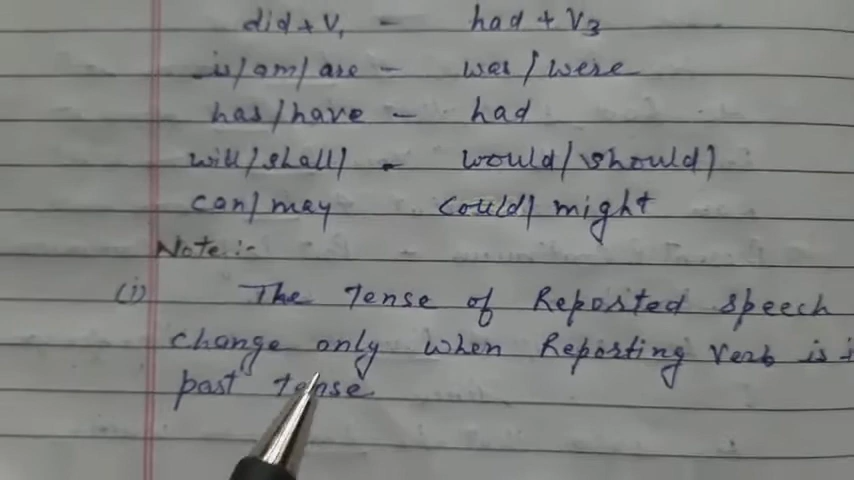 did + V1 - had + V3
is/am/are - was/were
has/have - had
will/shall/ - would/should/
can/may could/might
Note:-
(i) The Tense of Reported speech
change only when Reporting Verb is
past tense